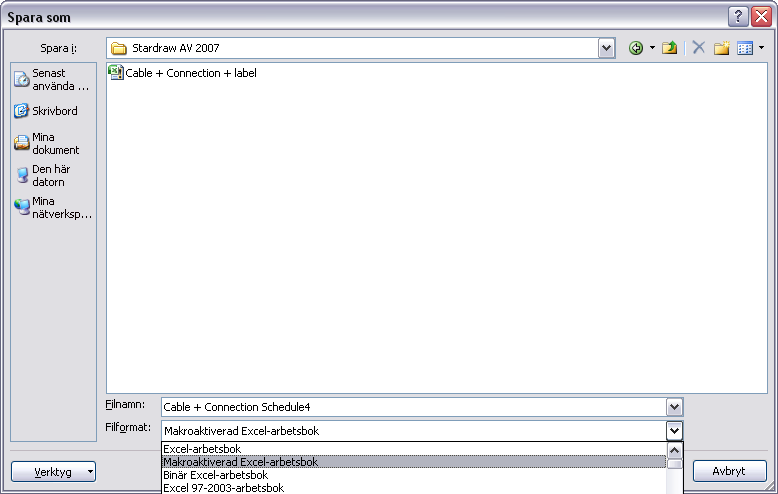 Spara som
Spara i:
Stardraw AV 2007
Senast
använda ...
Skrivbord
Mina
dokument
Den här
datorn
Mina
nätverksp...
Cable + Connection + label
Filnamn:
Cable + Connection Schedule4
Filformat:
Makroaktiverad Excel-arbetsbok
Excel-arbetsbok
Makroaktiverad Excel-arbetsbok
Binär Excel-arbetsbok
Excel 97-2003-arbetsbok
Verktyg
Avbryt